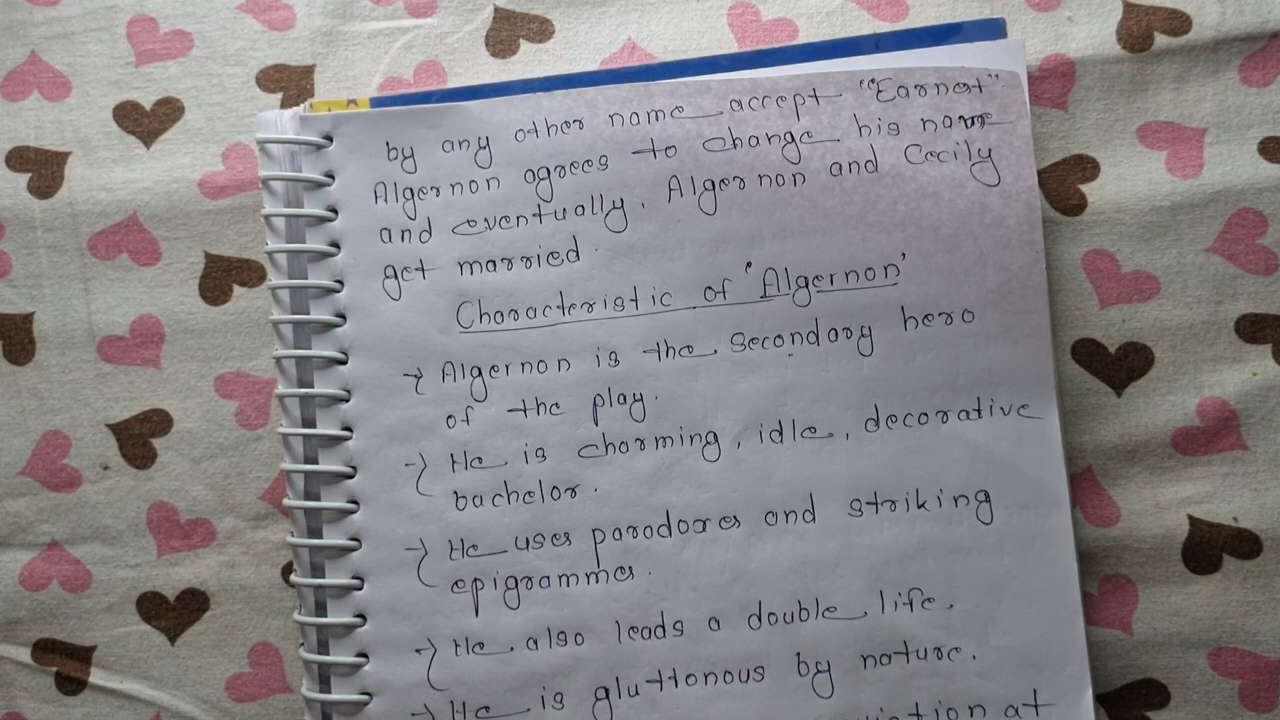 by any other name accept "Earnest".
Algernon agrees to change his name
and eventually. Algernon and Cecily
get married.
Characteristic of 'Algernon'
→ Algernon is the secondary hero
of the play.
→ He is charming, idle, decorative
bachelor.
→ He uses paradoxes and striking
epigrammes.
→ He also leads a double life.
→ He is gluttonous by nature.
at